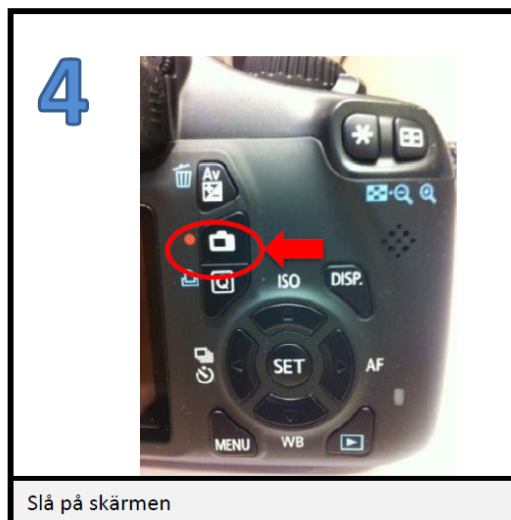 4
Av
Q
ISO
DISP.
SET
AF
MENU
WB
Slå på skärmen